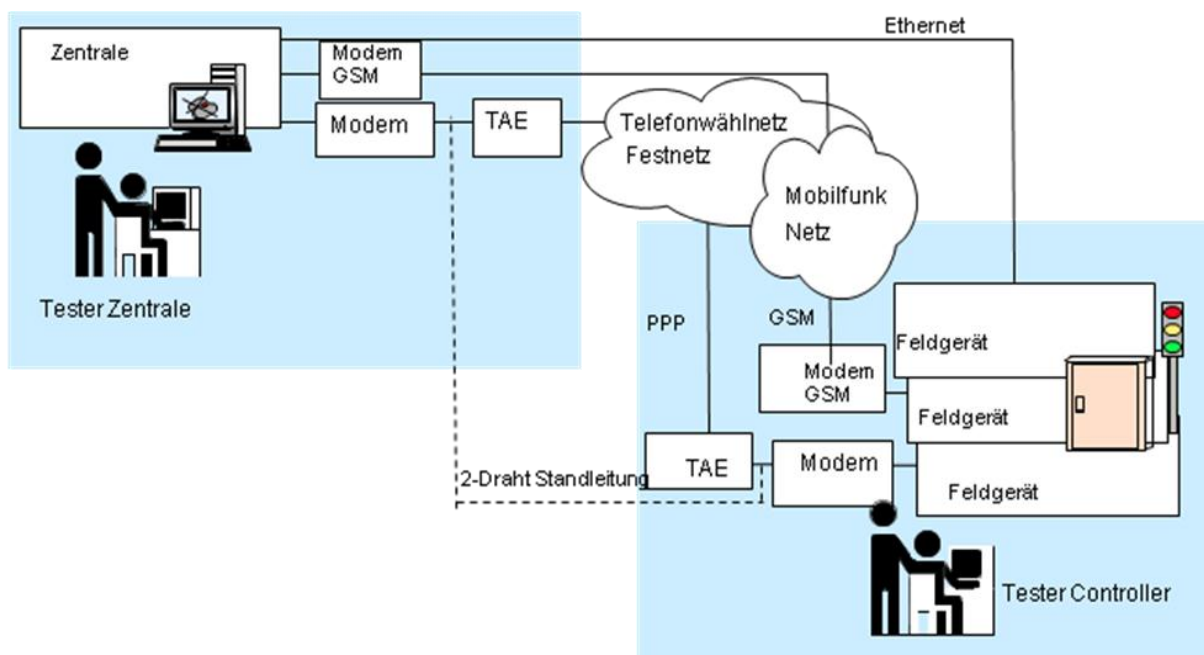 Ethernet
Zentrale
Modem
GSM
Modem
TAE
Telefonwählnetz
Festnetz
Mobilfunk
Netz
Tester Zentrale
PPP
GSM
Feldgerät
Modem
GSM
Feldgerät
TAE
Modem
2-Draht Standleitung
Feldgerät
Tester Controller